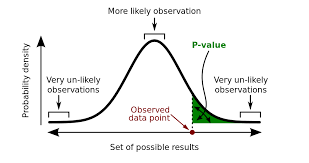 More likely observation
P-value
Very un-likely
observations
Very un-likely
observations
Observed
data point
Probability density
Set of possible results